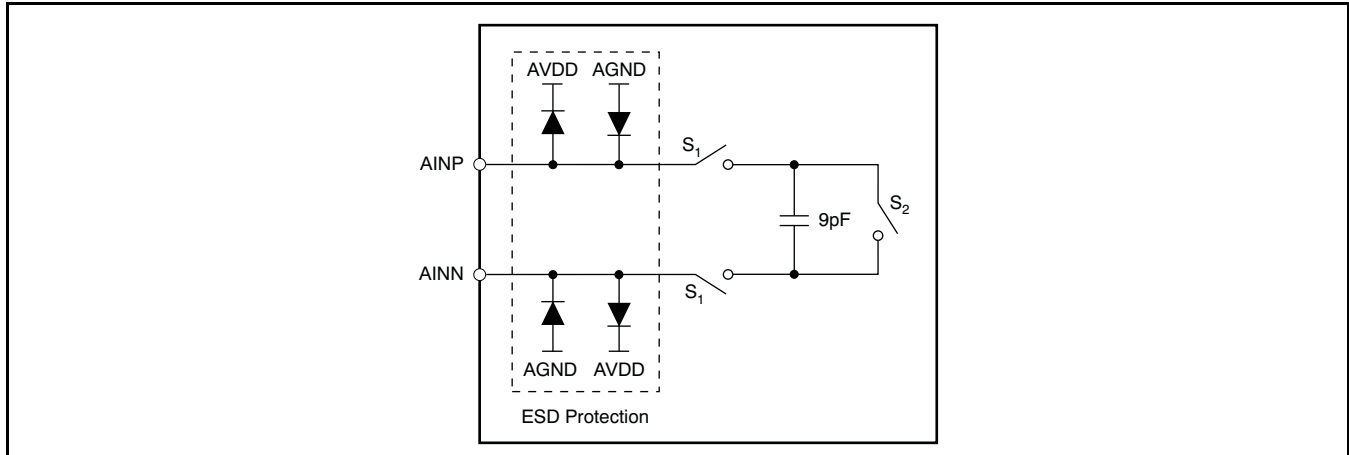 AVDD AGND
S₁
AINP
S₂
9pF
AINN
S₁
AGND AVDD
ESD Protection